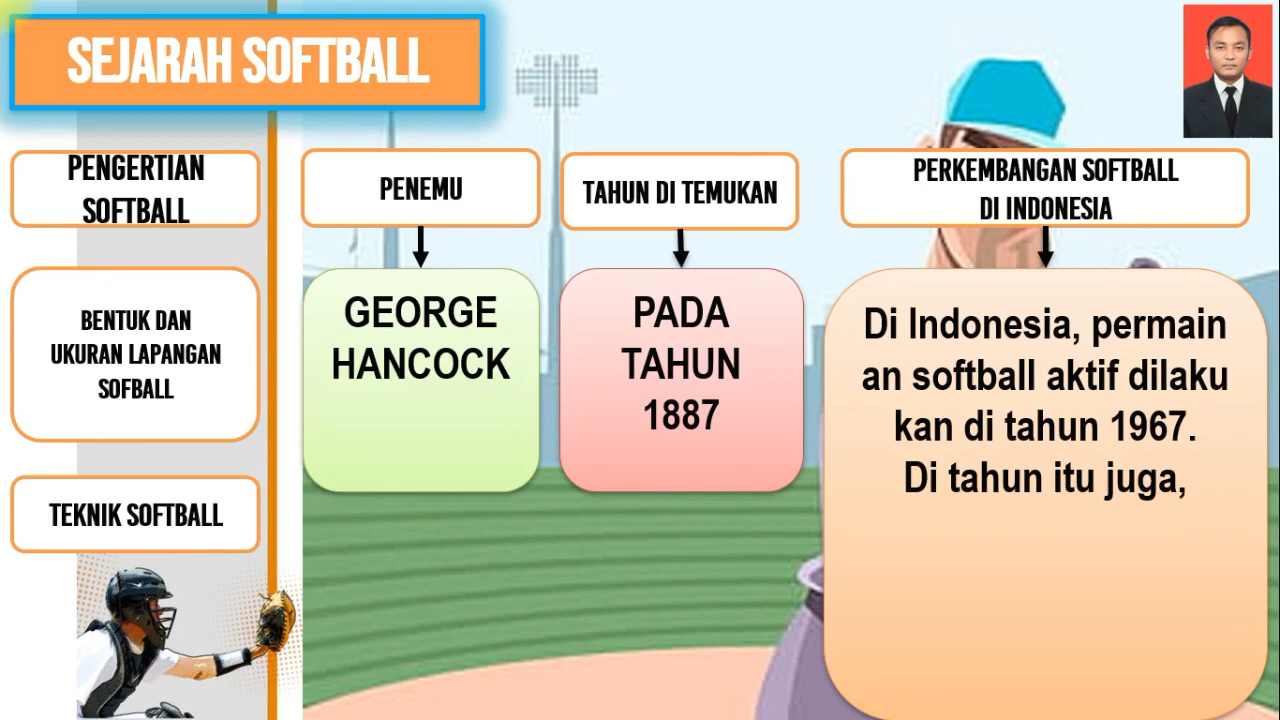 SEJARAH SOFTBALL
PENGERTIAN
SOFTBALL
BENTUK DAN
UKURAN LAPANGAN
SOFBALL
TEKNIK SOFTBALL
PENEMU
GEORGE
HANCOCK
TAHUN DI TEMUKAN
PADA
TAHUN
1887
PERKEMBANGAN SOFTBALL
DI INDONESIA
Di Indonesia, permain
an softball aktif dilaku
kan di tahun 1967.
Di tahun itu juga,